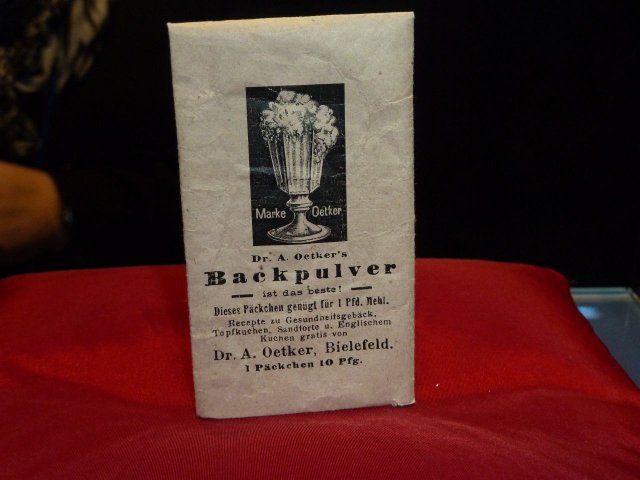 Marke Oetker
Dr. A. Oetker's
Backpulver
ist das beste!
Dieses Päckchen genügt für 1 Pfd. Mehl.
Recepte zu Gesundheitsgebäck,
Topfkuchen, Sandtorte u. Englischem
Kuchen gratis von
Dr. A. Oetker, Bielefeld.
1 Päckchen 10 Pfg.